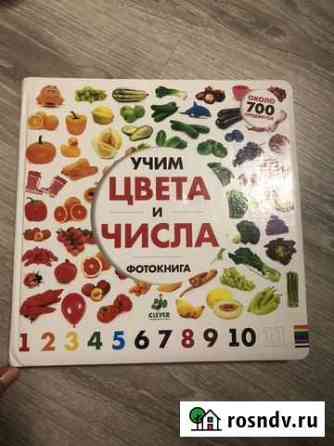 ОКОЛО
700
УЧИМ
ЦВЕТА
И
ЧИСЛА
ФОТОКНИГА
CLEVER
1 2 3 4 5 6 7 8 9 10
rosndv.ru